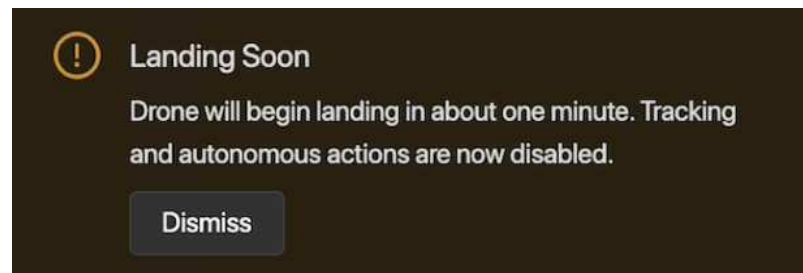 Landing Soon
Drone will begin landing in about one minute. Tracking
and autonomous actions are now disabled.
Dismiss